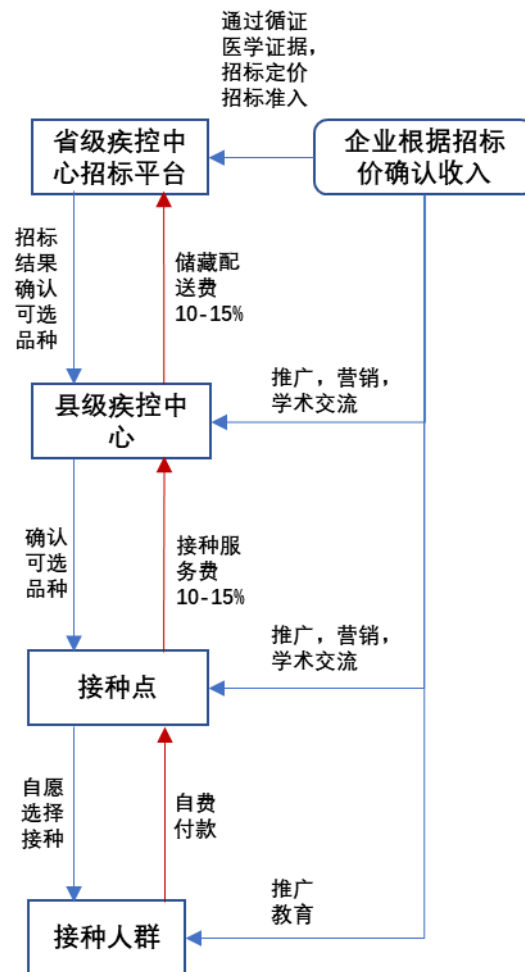 通过循证
医学证据，
招标定价
招标准入
省级疾控中
心招标平台
企业根据招标
价确认收入
招标
结果
确认
可选
品种
储藏配
送费
10-15%
推广，营销，
学术交流
县级疾控中
心
确认
可选
品种
接种服
务费
10-15%
推广，营销，
学术交流
接种点
自愿
选择
接种
自费
付款
推广
教育
接种人群